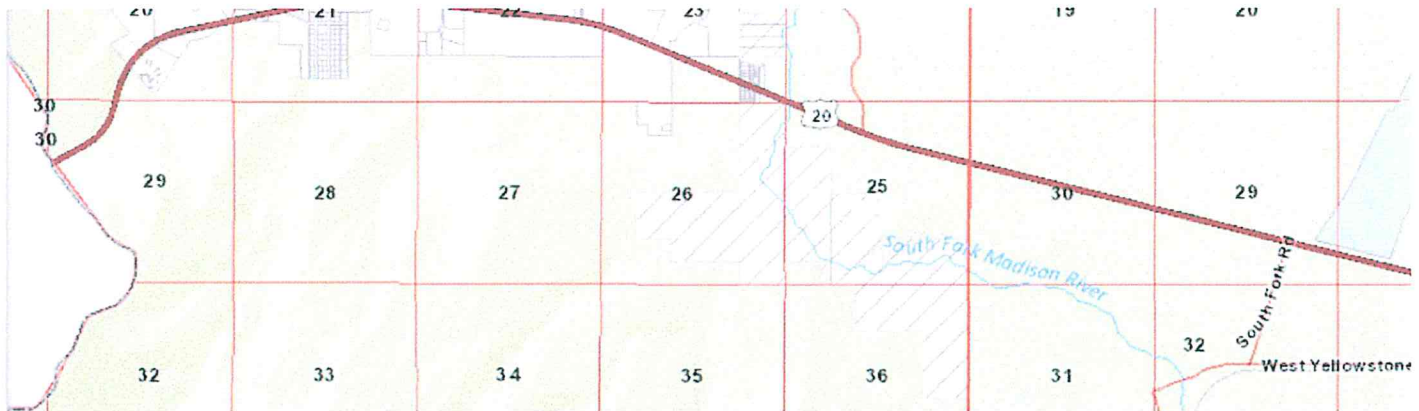 20 21 22 23 19 20
30
20
30
29 28 27 26 25 30 29
South Fork Madison River
South Fork Rd
32
West Yellowstone
32 33 34 35 36 31